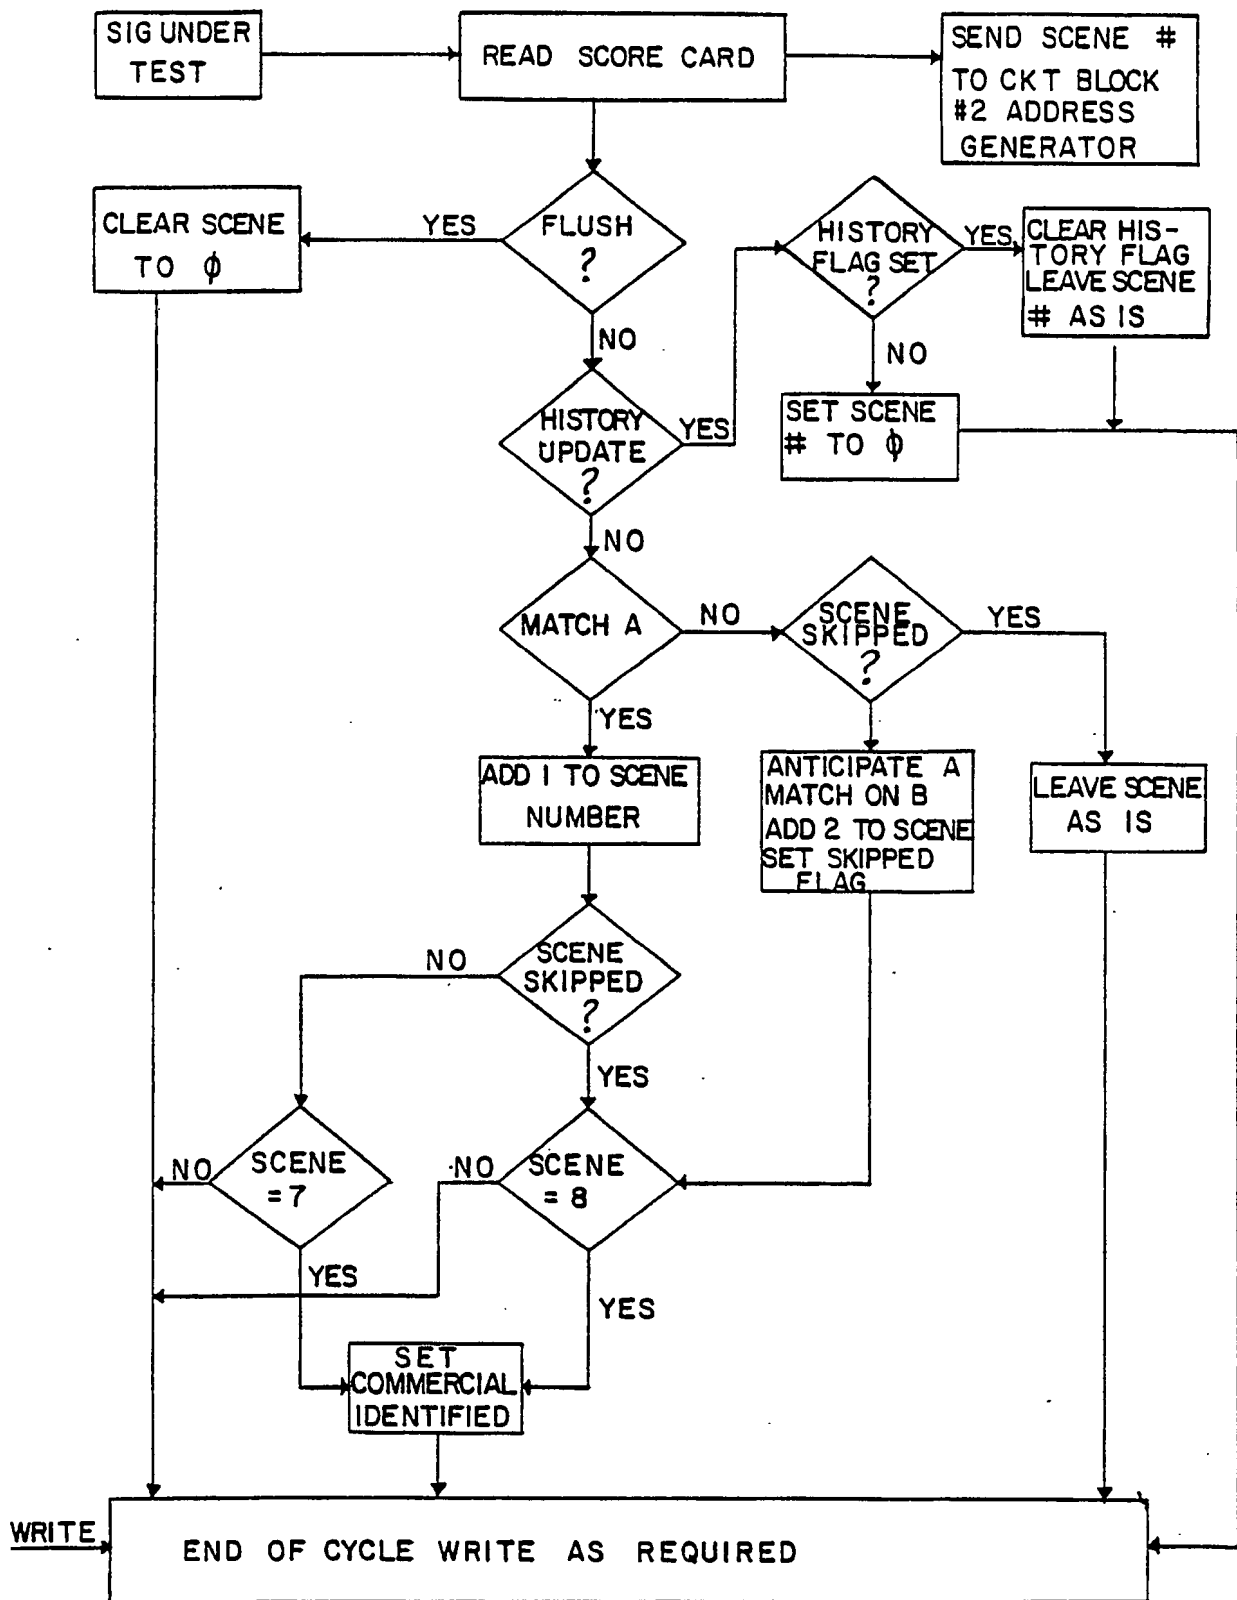 SIG UNDER
TEST
READ SCORE CARD
SEND SCENE #
TO CKT BLOCK
#2 ADDRESS
GENERATOR
CLEAR SCENE
TO ϕ
YES
FLUSH
?
HISTORY
FLAG SET
?
YES
CLEAR HIS-
TORY FLAG
LEAVE SCENE
# AS IS
NO
NO
HISTORY
UPDATE
?
YES
SET SCENE
# TO ϕ
NO
MATCH A
NO
SCENE
SKIPPED
?
YES
YES
ADD 1 TO SCENE
NUMBER
ANTICIPATE A
MATCH ON B
ADD 2 TO SCENE
SET SKIPPED
FLAG
LEAVE SCENE
AS IS
NO
SCENE
SKIPPED
?
YES
NO
SCENE
= 7
NO
SCENE
= 8
YES
YES
SET
COMMERCIAL
IDENTIFIED
WRITE
END OF CYCLE WRITE AS REQUIRED